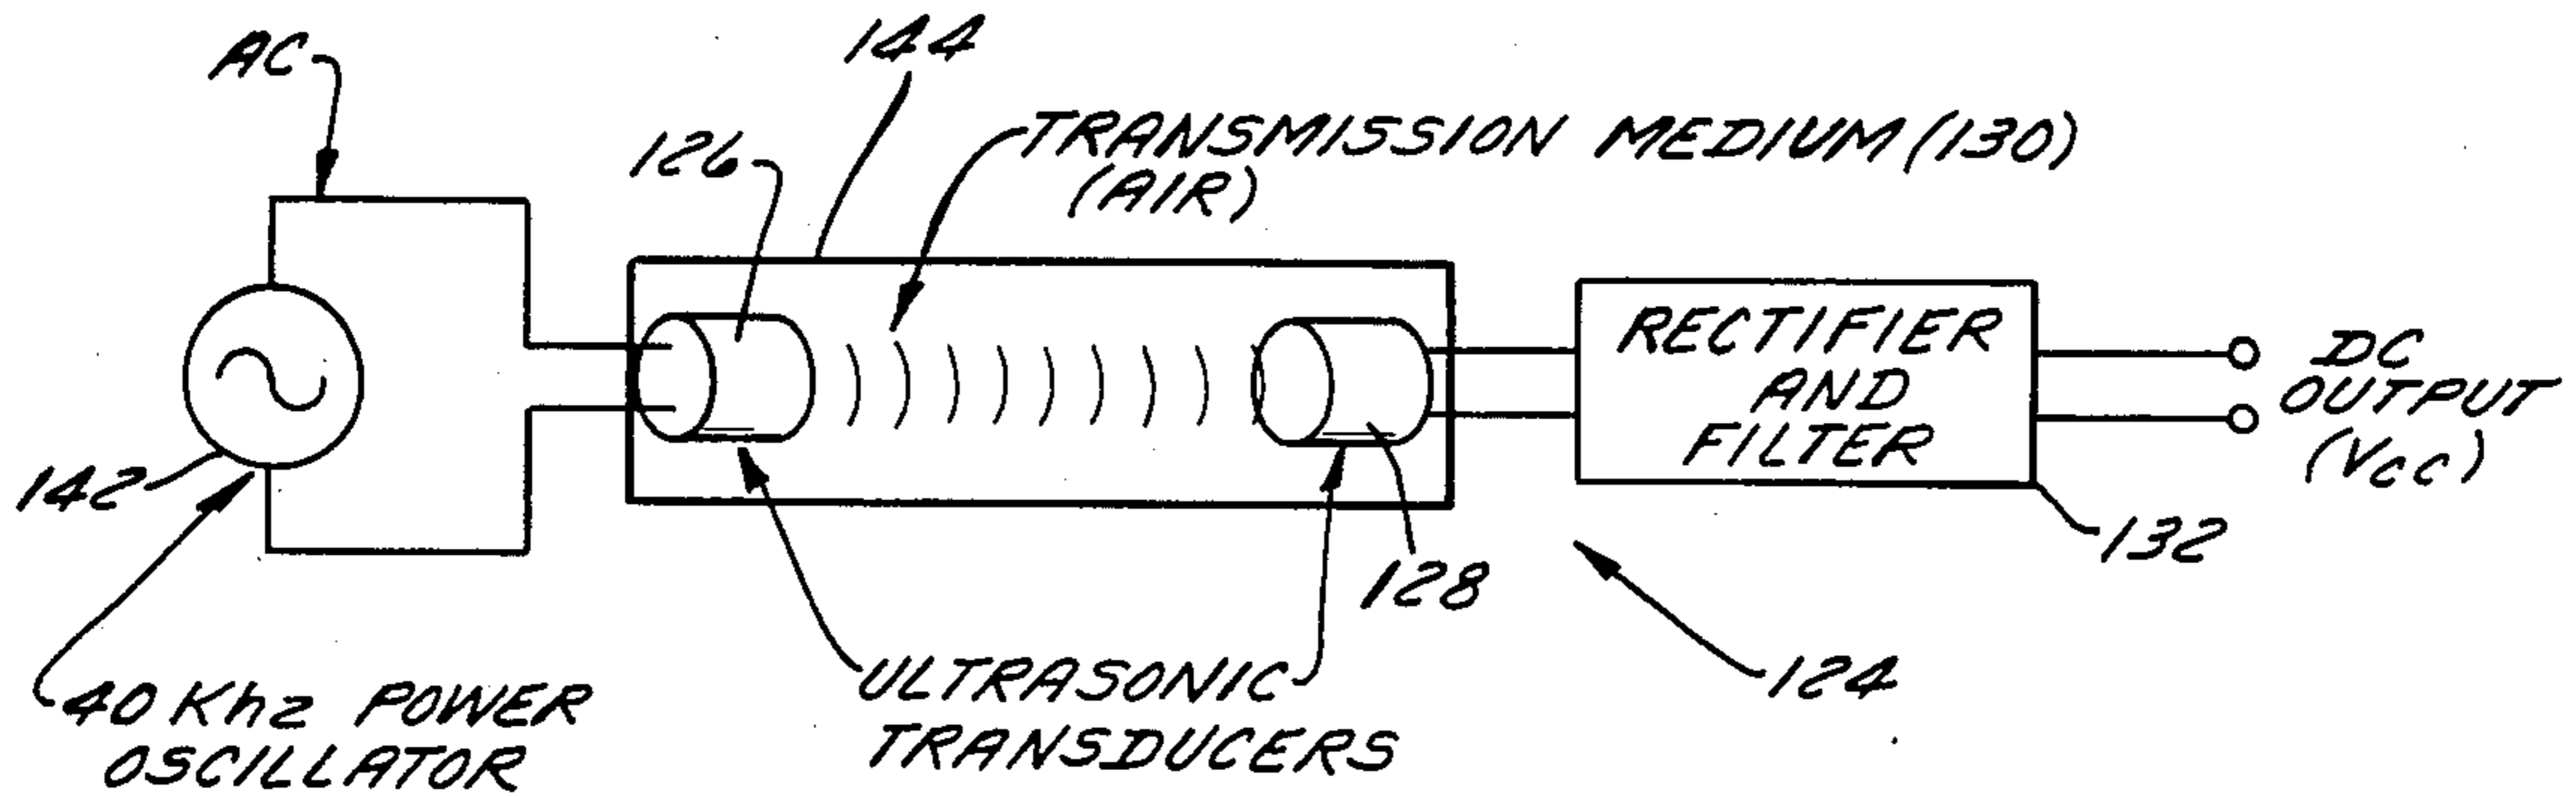 AC
144
126
TRANSMISSION MEDIUM (130)
(AIR)
142
40 Khz POWER
OSCILLATOR
ULTRASONIC
TRANSDUCERS
128
RECTIFIER
AND
FILTER
DC
OUTPUT
(VCC)
132
124